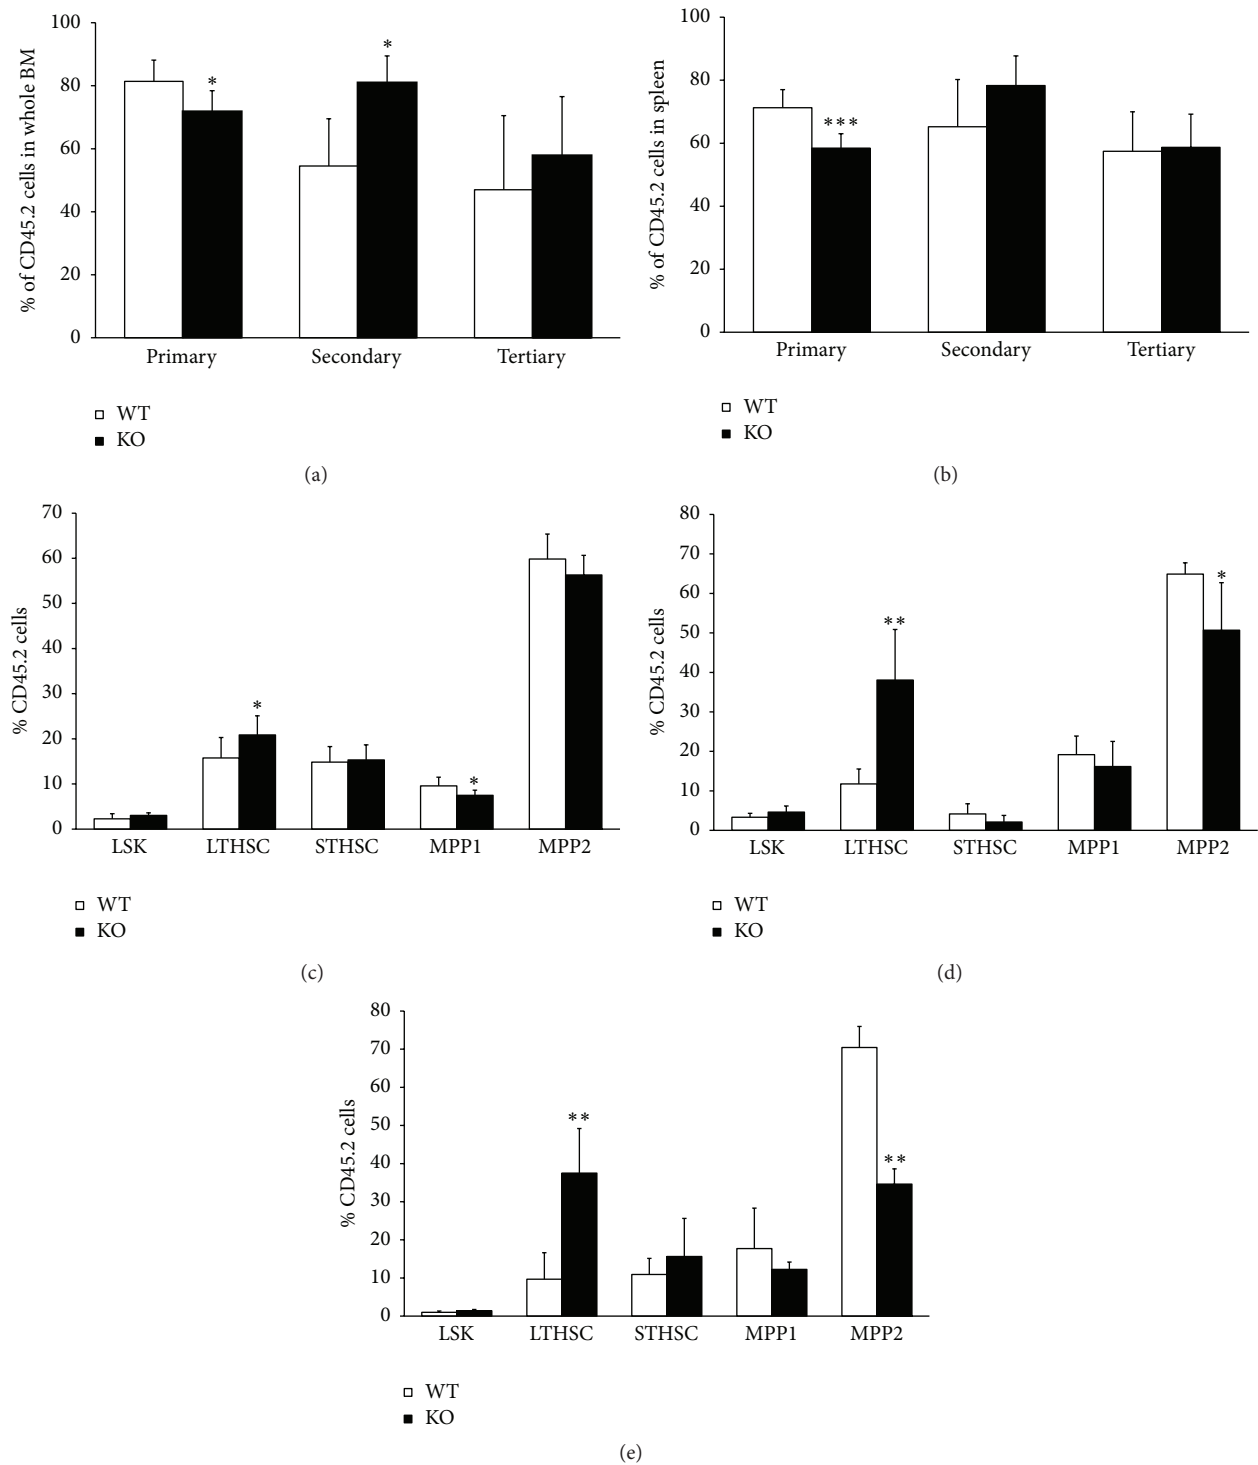 % of CD45.2 cells in whole BM
100
80
60
40
20
0
*
*
Primary Secondary Tertiary
WT
KO
(a)
% of CD45.2 cells in spleen
100
80
60
40
20
0
***
Primary Secondary Tertiary
WT
KO
(b)
% CD45.2 cells
70
60
50
40
30
20
10
0
*
*
LSK LTHSC STHSC MPP1 MPP2
WT
KO
(c)
% CD45.2 cells
80
70
60
50
40
30
20
10
0
**
*
LSK LTHSC STHSC MPP1 MPP2
WT
KO
(d)
% CD45.2 cells
80
70
60
50
40
30
20
10
0
**
**
LSK LTHSC STHSC MPP1 MPP2
WT
KO
(e)